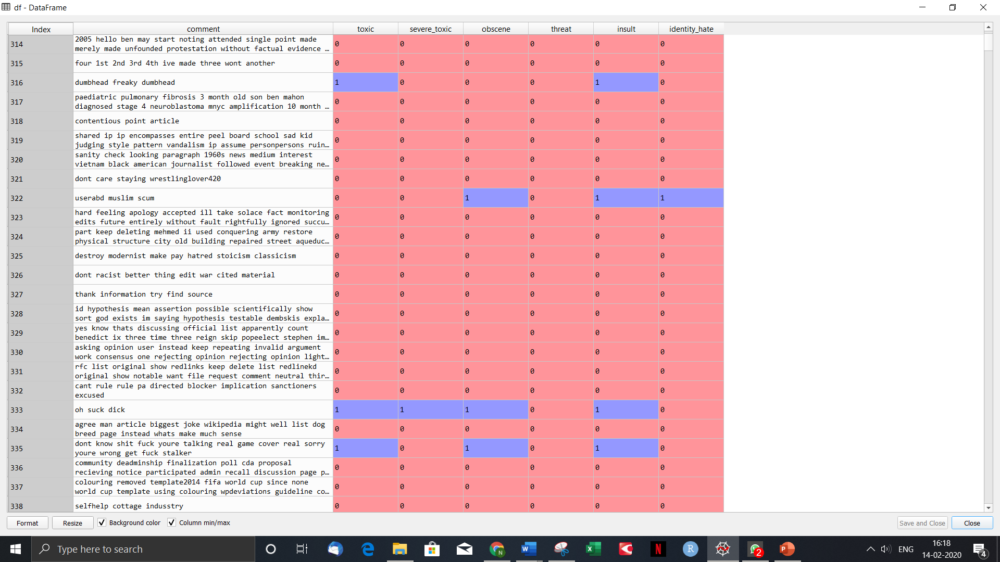 df - DataFrame
Index comment toxic severe_toxic obscene threat insult identity_hate
314 2005 hello ben may start noting attended single point made 0 0 0 0 0 0
merely made unfounded protestation without factual evidence …
315 four 1st 2nd 3rd 4th ive made three wont another 0 0 0 0 0 0
316 dumbhead freaky dumbhead 1 0 0 0 1 0
317 paediatric pulmonary fibrosis 3 month old son ben mahon 0 0 0 0 0 0
diagnosed stage 4 neuroblastoma mnyc amplification 10 month …
318 contentious point article 0 0 0 0 0 0
319 shared ip ip encompasses entire peel board school sad kid 0 0 0 0 0 0
judging style pattern vandalism ip assume personpersons ruin…
320 sanity check looking paragraph 1960s news medium interest 0 0 0 0 0 0
vietnam black american journalist followed event breaking ne…
321 dont care staying wrestlinglover420 0 0 0 0 0 0
322 userabd muslim scum 0 0 1 0 1 1
323 hard feeling apology accepted ill take solace fact monitoring 0 0 0 0 0 0
edits future entirely without fault rightfully ignored succu…
324 part keep deleting mehmed ii used conquering army restore 0 0 0 0 0 0
physical structure city old building repaired street aqueduc…
325 destroy modernist make pay hatred stoicism classicism 0 0 0 0 0 0
326 dont racist better thing edit war cited material 0 0 0 0 0 0
327 thank information try find source 0 0 0 0 0 0
328 id hypothesis mean assertion possible scientifically show 0 0 0 0 0 0
sort god exists im saying hypothesis testable dembskis expla…
329 yes know thats discussing official list apparently count 0 0 0 0 0 0
benedict ix three time three reign skip popeelect stephen im…
330 asking opinion user instead keep repeating invalid argument 0 0 0 0 0 0
work consensus one rejecting opinion rejecting opinion light…
331 rfc list original show redlinks keep delete list redlinekd 0 0 0 0 0 0
original show notable want file request comment neutral thir…
332 cant rule rule pa directed blocker implication sanctioners 0 0 0 0 0 0
excused
333 oh suck dick 1 1 1 0 1 0
334 agree man article biggest joke wikipedia might well list dog 0 0 0 0 0 0
breed page instead whats make much sense
335 dont know shit fuck youre talking real game cover real sorry 1 0 1 0 1 0
youre wrong get fuck stalker
336 community deadminship finalization poll cda proposal 0 0 0 0 0 0
recieving notice participated admin recall discussion page p…
337 colouring removed template2014 fifa world cup since none 0 0 0 0 0 0
world cup template using colouring wpdeviations guideline co…
338 selfhelp cottage indusstry 0 0 0 0 0 0
Format Resize Background color Column min/max Save and Close Close
Type here to search ENG 16:18
14-02-2020
N W X N R 2 P 4